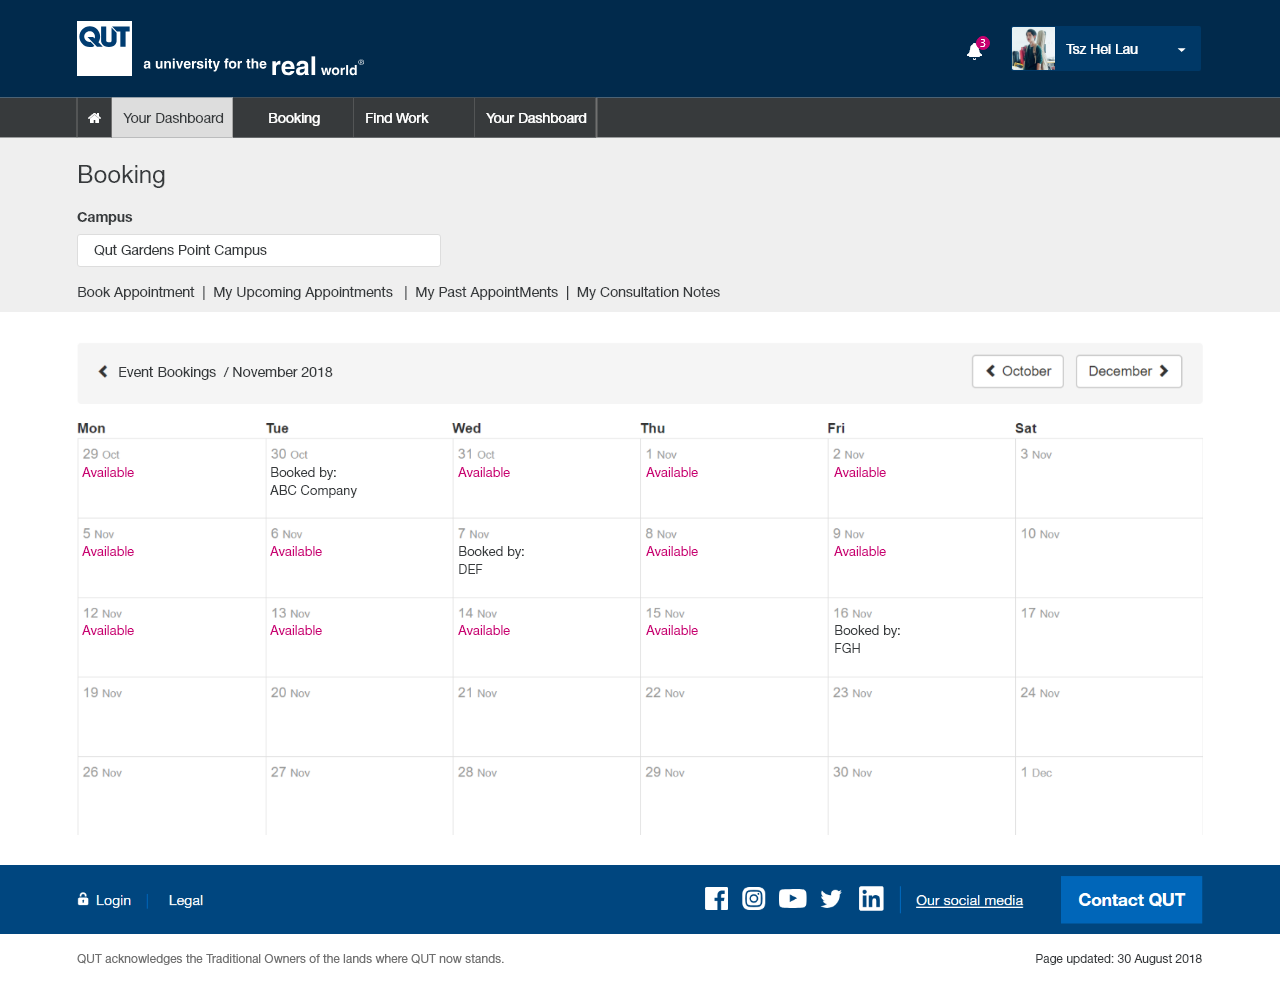 QUT
a university for the real world®
3
Tsz Hei Lau
Your Dashboard
Booking
Find Work
Your Dashboard
Booking
Campus
Qut Gardens Point Campus
Book Appointment | My Upcoming Appointments | My Past AppointMents | My Consultation Notes
Event Bookings / November 2018
October
December
Mon Tue Wed Thu Fri Sat
29 Oct 30 Oct 31 Oct 1 Nov 2 Nov 3 Nov
Available Booked by: Available Available Available
ABC Company
5 Nov 6 Nov 7 Nov 8 Nov 9 Nov 10 Nov
Available Available Booked by: Available Available
DEF
12 Nov 13 Nov 14 Nov 15 Nov 16 Nov 17 Nov
Available Available Available Available Booked by:
FGH
19 Nov 20 Nov 21 Nov 22 Nov 23 Nov 24 Nov
26 Nov 27 Nov 28 Nov 29 Nov 30 Nov 1 Dec
Login
Legal
Our social media
Contact QUT
QUT acknowledges the Traditional Owners of the lands where QUT now stands.
Page updated: 30 August 2018